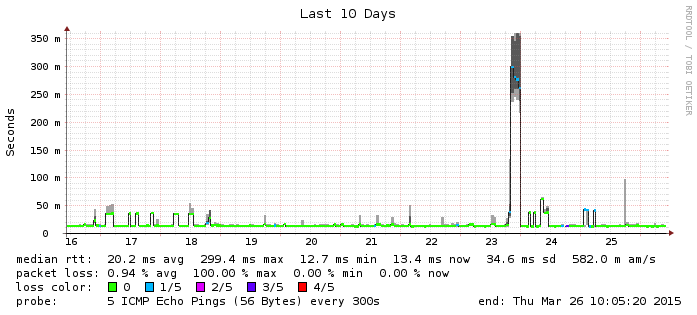 Last 10 Days
RRDTOOL / TOBI OETIKER
Seconds
350 m
300 m
250 m
200 m
150 m
100 m
50 m
0
16 17 18 19 20 21 22 23 24 25
median rtt: 20.2 ms avg 299.4 ms max 12.7 ms min 13.4 ms now 34.6 ms sd 582.0 m am/s
packet loss: 0.94 % avg 100.00 % max 0.00 % min 0.00 % now
loss color: 0 1/5 2/5 3/5 4/5
probe: 5 ICMP Echo Pings (56 Bytes) every 300s end: Thu Mar 26 10:05:20 2015